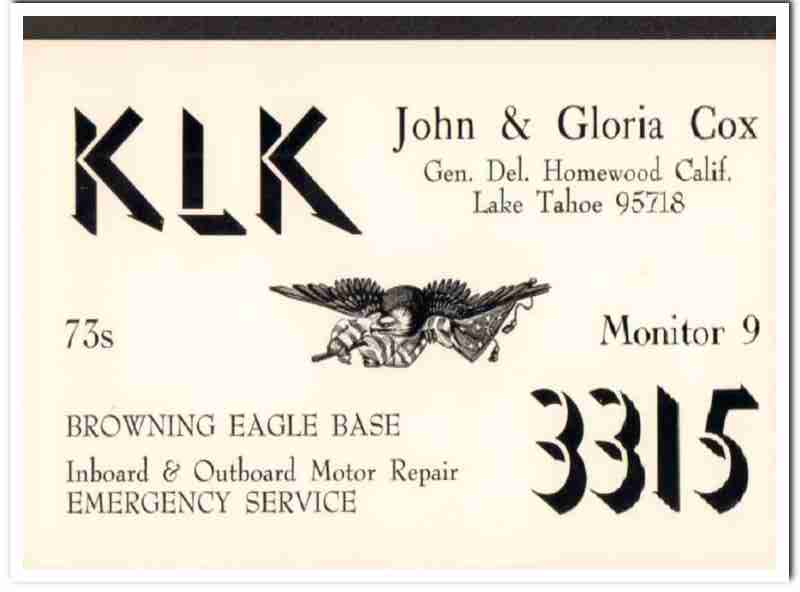 KLK
John & Gloria Cox
Gen. Del. Homewood Calif.
Lake Tahoe 95718
73s
Monitor 9
BROWNING EAGLE BASE
Inboard & Outboard Motor Repair
EMERGENCY SERVICE
3315